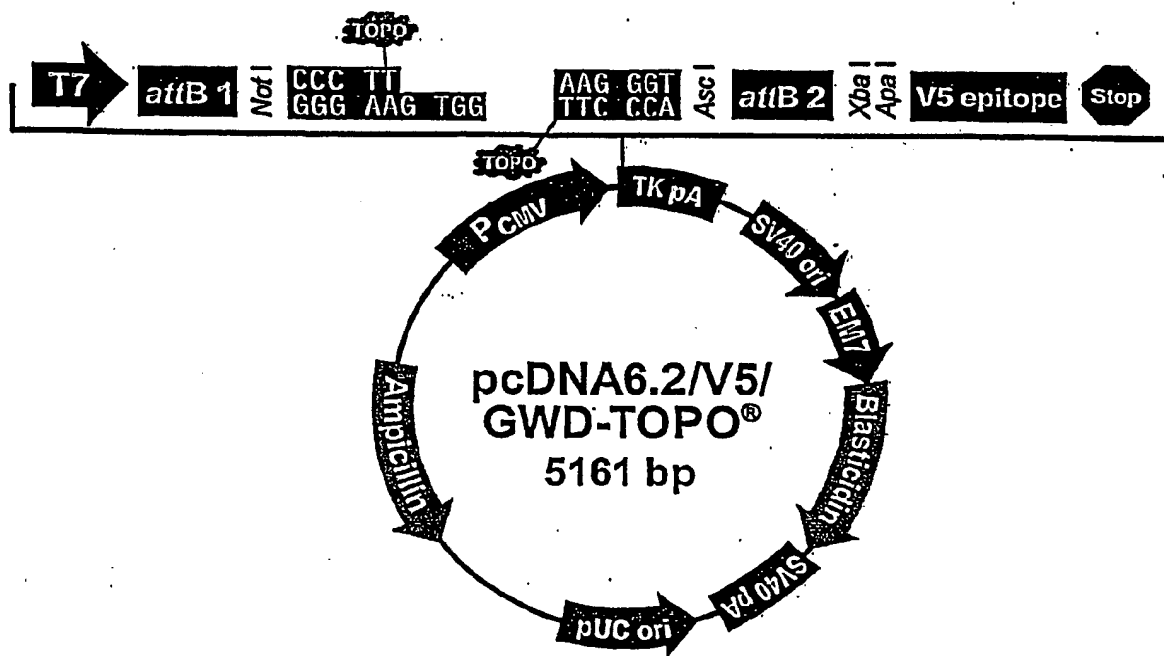 TOPO
T7
attB 1
Not I
CCC TT
GGG AAG TGG
AAG GGT
TTC CCA
Asc I
attB 2
Xba I
Apa I
V5 epitope
Stop
TOPO
PCMV
TK pA
SV40 ori
EM7
Blasticidin
SV40 pA
pUC ori
Ampicillin
pcDNA6.2/V5/
GWD-TOPO®
5161 bp